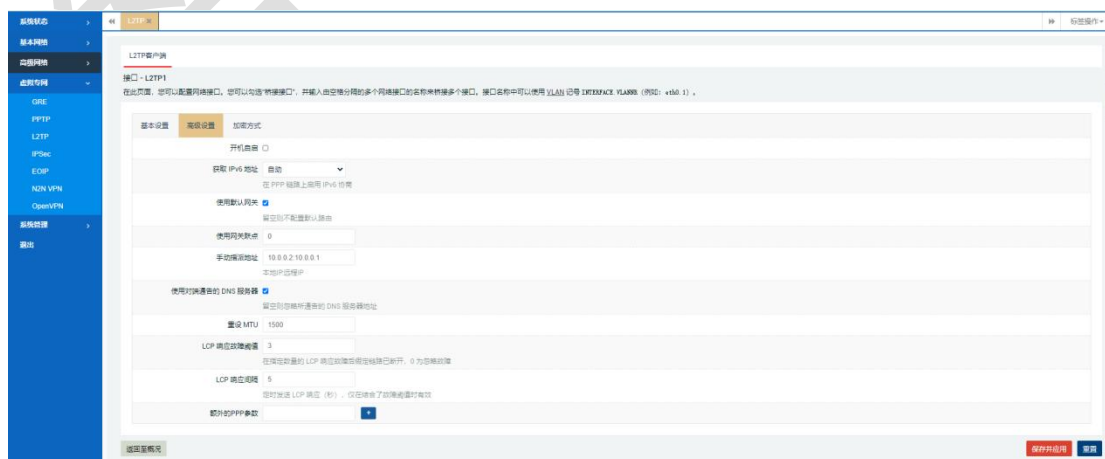 系统状态
L2TP
标签操作
基本网络
高级网络
虚拟专网
GRE
PPTP
L2TP
IPSec
EOIP
N2N VPN
OpenVPN
系统管理
退出
L2TP客户端
接口 - L2TP1
在此页面，您可以配置网络接口。您可以勾选“桥接接口”，并输入由空格分隔的多个网络接口的名称来桥接多个接口。接口名称中可以使用 VLAN 记号 INTERFACE.VLANNR（例如：eth0.1）。
基本设置 高级设置 加密方式
开机自启
获取 IPv6 地址 自动
在 PPP 链路上启用 IPv6 协商
使用默认网关
留空则不配置默认路由
使用网关跃点 0
手动指派地址 10.0.0.2:10.0.0.1
本地IP:远程IP
使用对端通告的 DNS 服务器
留空则忽略所通告的 DNS 服务器地址
重设 MTU 1500
LCP 响应故障阈值 3
在指定数量的 LCP 响应故障后假定链路已断开，0 为忽略故障
LCP 响应间隔 5
定时发送 LCP 响应（秒），仅在结合了故障阈值时有效
额外的PPP参数 +
返回至概况 保存并应用 重置